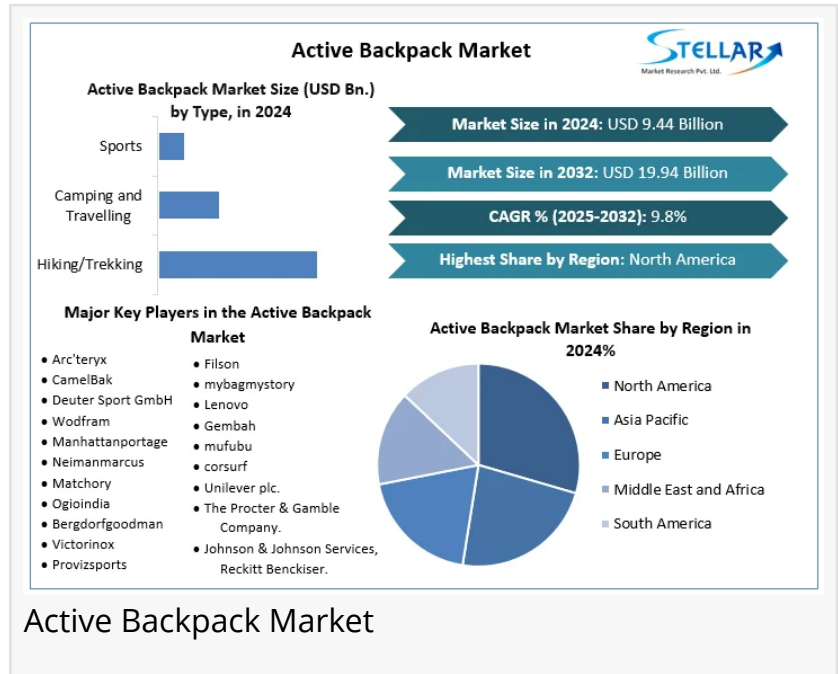 Active Backpack Market
STELLAR
Market Research Pvt. Ltd.
Active Backpack Market Size (USD Bn.)
by Type, in 2024
Sports
Camping and
Travelling
Hiking/Trekking
Market Size in 2024: USD 9.44 Billion
Market Size in 2032: USD 19.94 Billion
CAGR % (2025-2032): 9.8%
Highest Share by Region: North America
Major Key Players in the Active Backpack
Market
• Arc'teryx
• CamelBak
• Deuter Sport GmbH
• Wodfram
• Manhattanportage
• Neimanmarcus
• Matchory
• Ogioindia
• Bergdorfgoodman
• Victorinox
• Provizsports
• Filson
• mybagmystory
• Lenovo
• Gembah
• mufubu
• corsurf
• Unilever plc.
• The Procter & Gamble
Company.
• Johnson & Johnson Services,
Reckitt Benckiser.
Active Backpack Market Share by Region in
2024%
North America
Asia Pacific
Europe
Middle East and Africa
South America
Active Backpack Market